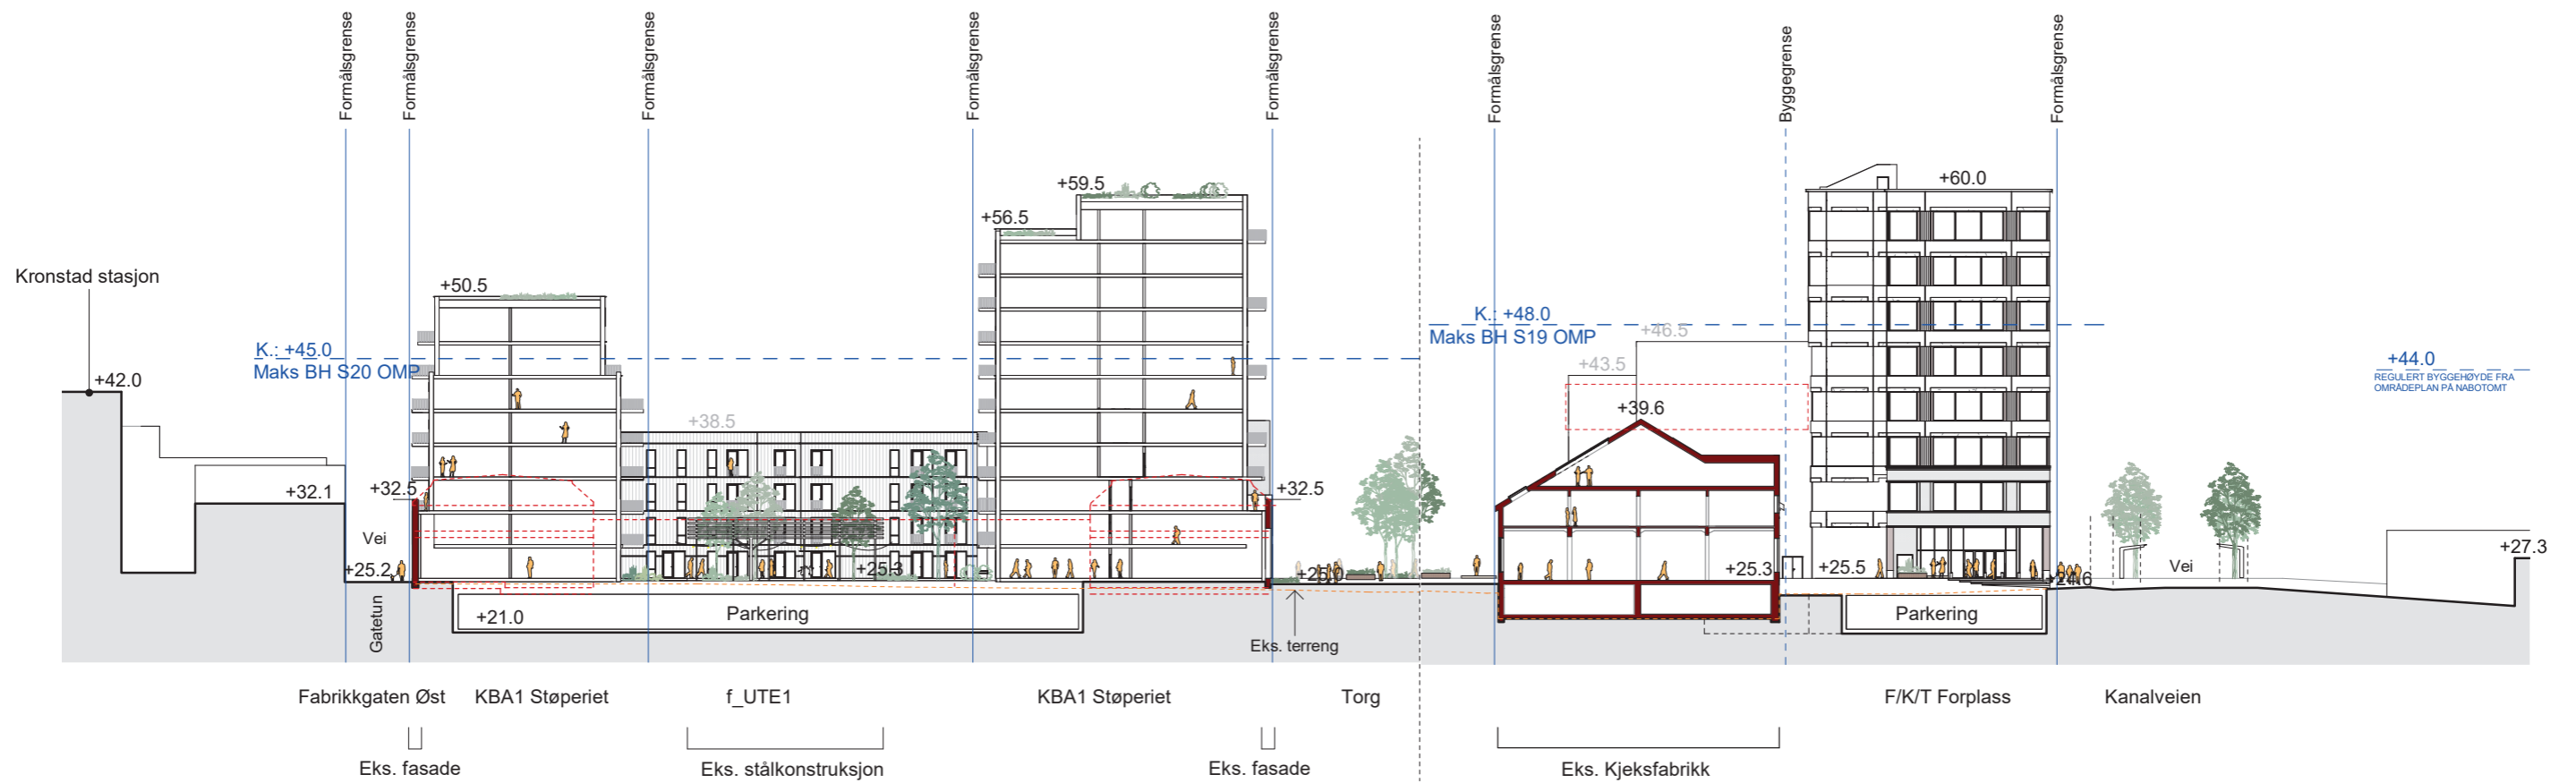 Formålsgrense
Formålsgrense
Formålsgrense
Formålsgrense
Formålsgrense
Formålsgrense
Byggegrense
Formålsgrense
+59.5
+60.0
+56.5
Kronstad stasjon
+50.5
K.: +48.0
Maks BH S19 OMP
+46.5
K.: +45.0
Maks BH S20 OMP
+43.5
+44.0
REGULERT BYGGEHØYDE FRA
OMRÅDEPLAN PÅ NABOTOMT
+42.0
+39.6
+38.5
+32.1
+32.5
+32.5
Vei
+25.2
+25.3
+25.0
+25.3
+25.5
+24.6
Vei
+27.3
Gatetun
+21.0
Parkering
Parkering
Eks. terreng
Fabrikkgaten Øst
KBA1 Støperiet
f_UTE1
KBA1 Støperiet
Torg
F/K/T Forplass
Kanalveien
Eks. fasade
Eks. stålkonstruksjon
Eks. fasade
Eks. Kjeksfabrikk